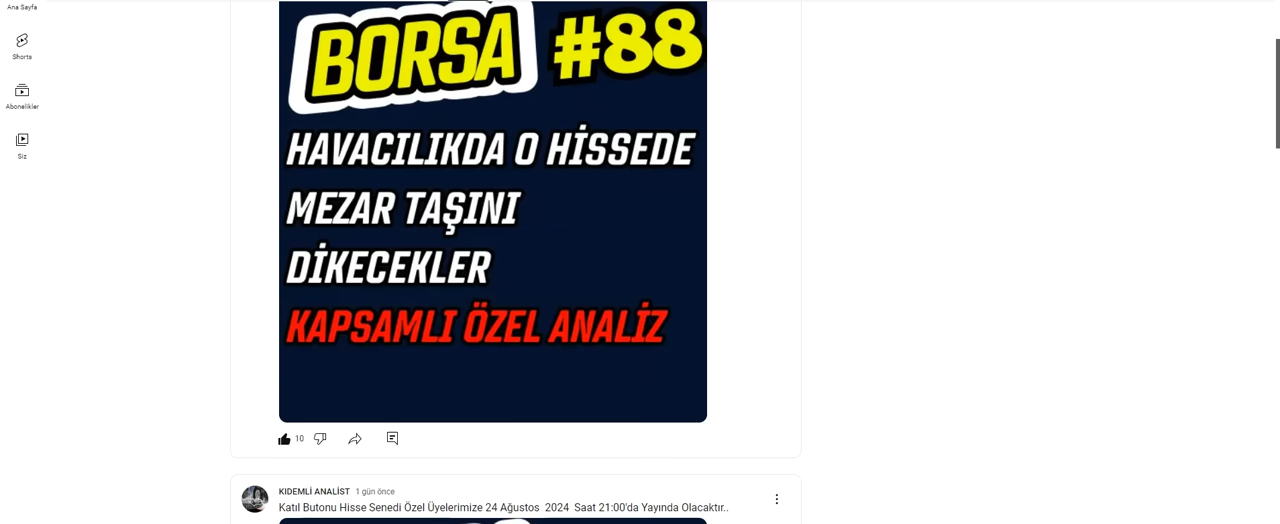 Ana Sayfa
Shorts
Abonelikler
Siz
BORSA #88
HAVACILIKDA O HİSSEDE
MEZAR TAŞINI
DİKECEKLER
KAPSAMLI ÖZEL ANALİZ
10
KIDEMLİ ANALİST 1 gün önce
Katıl Butonu Hisse Senedi Özel Üyelerimize 24 Ağustos 2024 Saat 21:00'da Yayında Olacaktır..